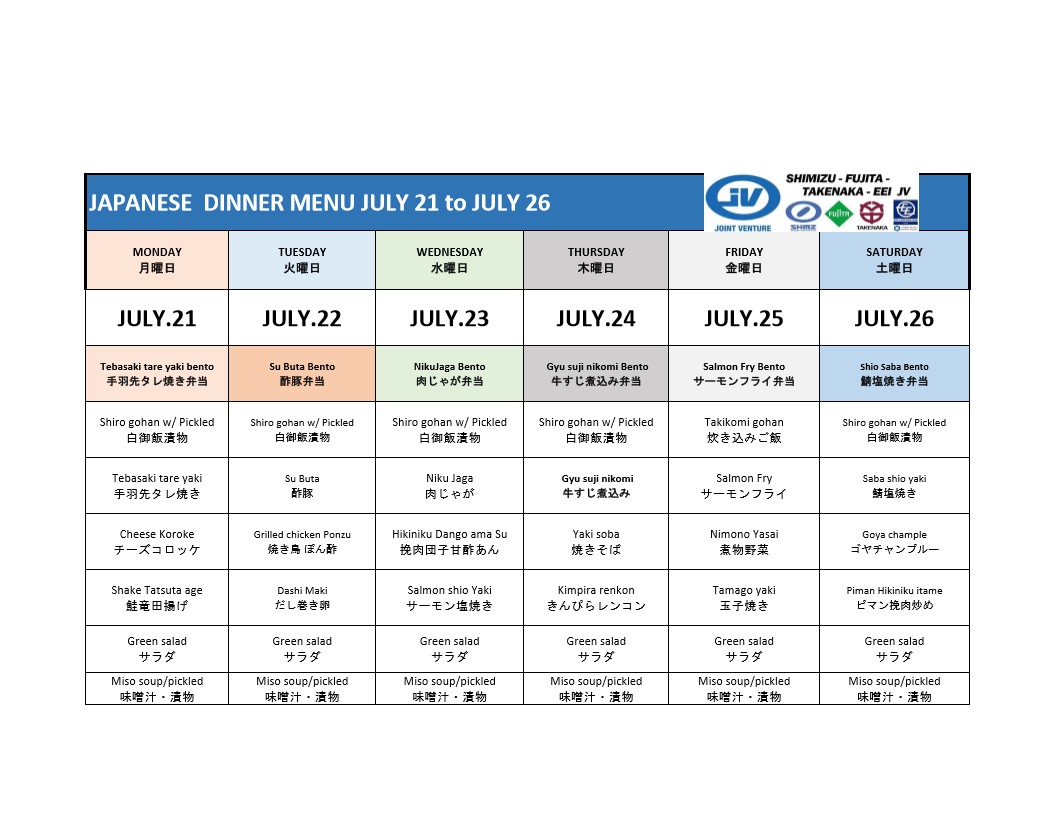 JAPANESE DINNER MENU JULY 21 to JULY 26
JV
JOINT VENTURE
SHIMIZU - FUJITA -
TAKENAKA - EEI JV
SHMZ
FUJITA
TAKENAKA
MONDAY
月曜日
TUESDAY
火曜日
WEDNESDAY
水曜日
THURSDAY
木曜日
FRIDAY
金曜日
SATURDAY
土曜日
JULY.21
JULY.22
JULY.23
JULY.24
JULY.25
JULY.26
Tebasaki tare yaki bento
手羽先タレ焼き弁当
Su Buta Bento
酢豚弁当
NikuJaga Bento
肉じゃが弁当
Gyu suji nikomi Bento
牛すじ煮込み弁当
Salmon Fry Bento
サーモンフライ弁当
Shio Saba Bento
鯖塩焼き弁当
Shiro gohan w/ Pickled
白御飯漬物
Shiro gohan w/ Pickled
白御飯漬物
Shiro gohan w/ Pickled
白御飯漬物
Shiro gohan w/ Pickled
白御飯漬物
Takikomi gohan
炊き込みご飯
Shiro gohan w/ Pickled
白御飯漬物
Tebasaki tare yaki
手羽先タレ焼き
Su Buta
酢豚
Niku Jaga
肉じゃが
Gyu suji nikomi
牛すじ煮込み
Salmon Fry
サーモンフライ
Saba shio yaki
鯖塩焼き
Cheese Koroke
チーズコロッケ
Grilled chicken Ponzu
焼き鳥 ぽん酢
Hikiniku Dango ama Su
挽肉団子甘酢あん
Yaki soba
焼きそば
Nimono Yasai
煮物野菜
Goya chample
ゴヤチャンプルー
Shake Tatsuta age
鮭竜田揚げ
Dashi Maki
だし巻き卵
Salmon shio Yaki
サーモン塩焼き
Kimpira renkon
きんぴらレンコン
Tamago yaki
玉子焼き
Piman Hikiniku itame
ピマン挽肉炒め
Green salad
サラダ
Green salad
サラダ
Green salad
サラダ
Green salad
サラダ
Green salad
サラダ
Green salad
サラダ
Miso soup/pickled
味噌汁・漬物
Miso soup/pickled
味噌汁・漬物
Miso soup/pickled
味噌汁・漬物
Miso soup/pickled
味噌汁・漬物
Miso soup/pickled
味噌汁・漬物
Miso soup/pickled
味噌汁・漬物